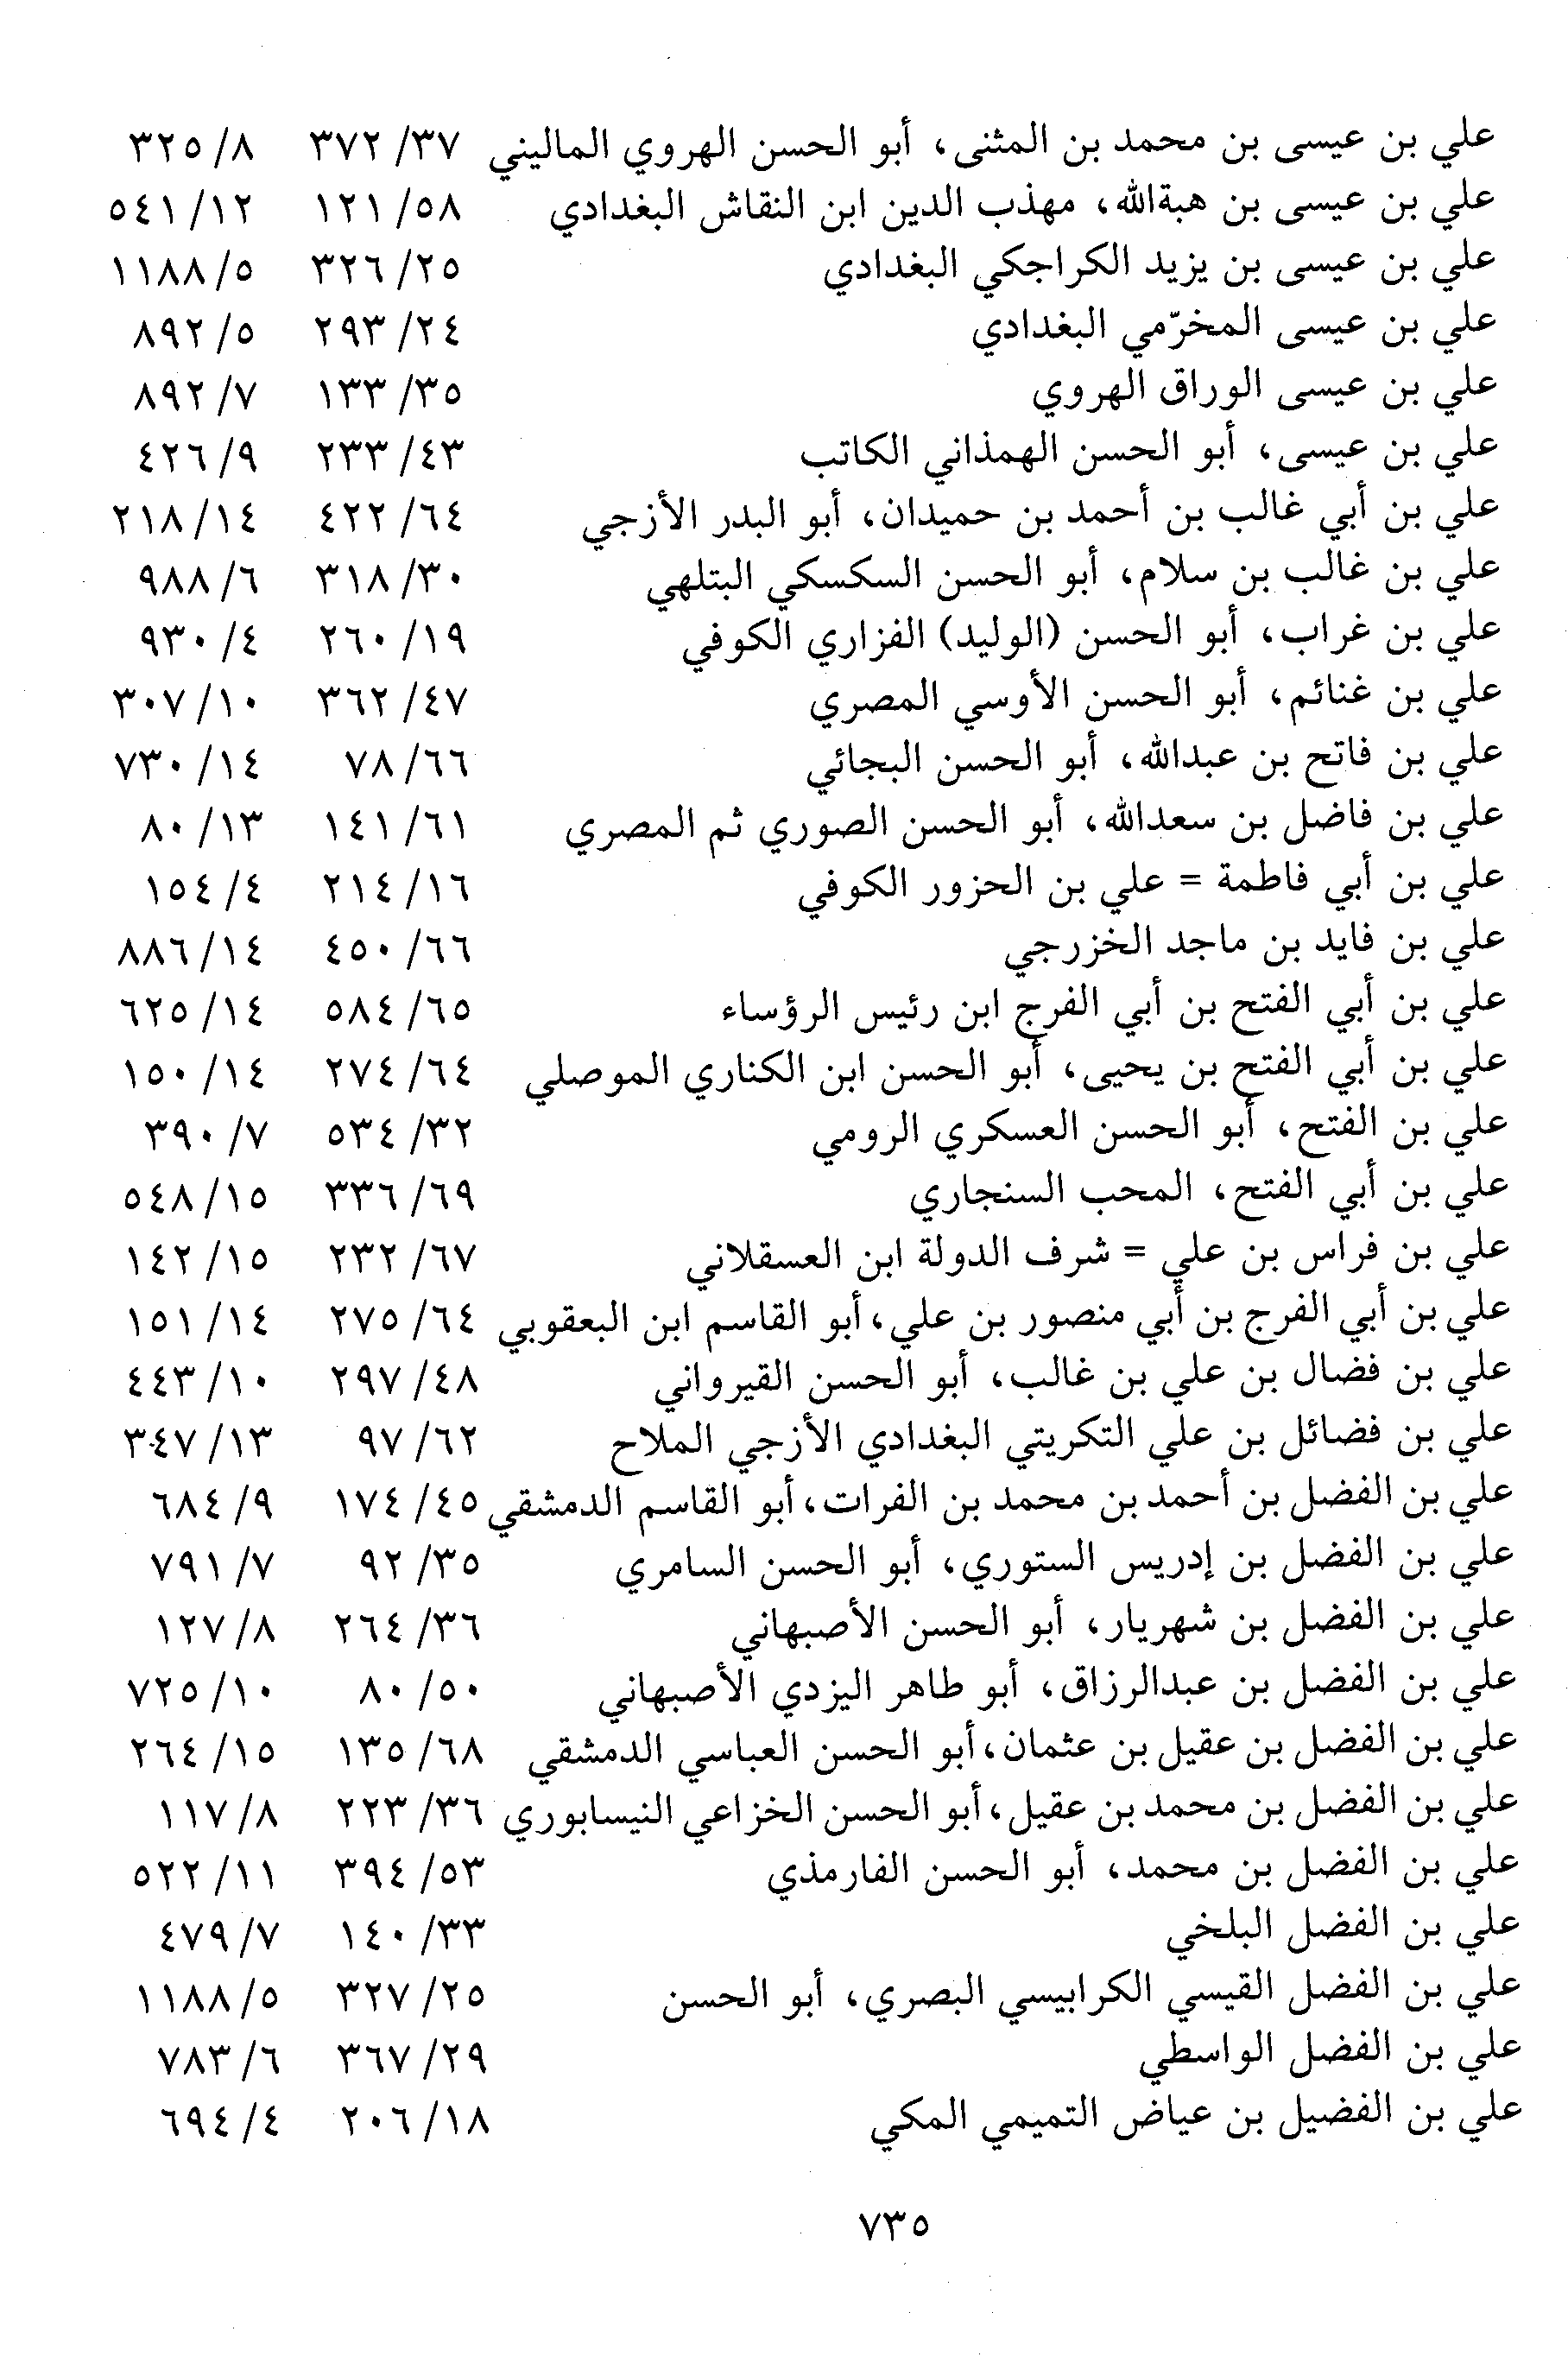 علي بن عيسى بن محمد بن المثنى، أبو الحسن الهروي الماليني ٣٧/ ٣٧٢ ٨/ ٣٢٥
علي بن عيسى بن هبةالله، مهذب الدين ابن النقاش البغدادي ٥٨/ ١٢١ ١٢/ ٥٤١
علي بن عيسى بن يزيد الكراجكي البغدادي ٢٥/ ٣٢٦ ٥/ ١١٨٨
علي بن عيسى المخرّمي البغدادي ٢٤/ ٢٩٣ ٥/ ٨٩٢
علي بن عيسى الوراق الهروي ٣٥/ ١٣٣ ٧/ ٨٩٢
علي بن عيسى، أبو الحسن الهمذاني الكاتب ٤٣/ ٢٣٣ ٩/ ٤٢٦
علي بن أبي غالب بن أحمد بن حميدان، أبو البدر الأزجي ٦٤/ ٤٢٢ ١٤/ ٢١٨
علي بن غالب بن سلام، أبو الحسن السكسكي البتلهي ٣٠/ ٣١٨ ٦/ ٩٨٨
علي بن غراب، أبو الحسن (الوليد) الفزاري الكوفي ١٩/ ٢٦٠ ٤/ ٩٣٠
علي بن غنائم، أبو الحسن الأوسي المصري ٤٧/ ٣٦٢ ١٠/ ٣٠٧
علي بن فاتح بن عبدالله، أبو الحسن البجائي ٦٦/ ٧٨ ١٤/ ٧٣٠
علي بن فاضل بن سعدالله، أبو الحسن الصوري ثم المصري ٦١/ ١٤١ ١٣/ ٨٠
علي بن أبي فاطمة = علي بن الحزور الكوفي ١٦/ ٢١٤ ٤/ ١٥٤
علي بن فايد بن ماجد الخزرجي ٦٦/ ٤٥٠ ١٤/ ٨٨٦
علي بن أبي الفتح بن أبي الفرج ابن رئيس الرؤساء ٦٥/ ٥٨٤ ١٤/ ٦٢٥
علي بن أبي الفتح بن يحيى، أبو الحسن ابن الكناري الموصلي ٦٤/ ٢٧٤ ١٤/ ١٥٠
علي بن الفتح، أبو الحسن العسكري الرومي ٣٢/ ٥٣٤ ٧/ ٣٩٠
علي بن أبي الفتح، المحب السنجاري ٦٩/ ٣٣٦ ١٥/ ٥٤٨
علي بن فراس بن علي = شرف الدولة ابن العسقلاني ٦٧/ ٢٣٢ ١٥/ ١٤٢
علي بن أبي الفرج بن أبي منصور بن علي، أبو القاسم ابن البعقوبي ٦٤/ ٢٧٥ ١٤/ ١٥١
علي بن فضال بن علي بن غالب، أبو الحسن القيرواني ٤٨/ ٢٩٧ ١٠/ ٤٤٣
علي بن فضائل بن علي التكريتي البغدادي الأزجي الملاح ٦٢/ ٩٧ ١٣/ ٣٤٧
علي بن الفضل بن أحمد بن محمد بن الفرات، أبو القاسم الدمشقي ٤٥/ ١٧٤ ٩/ ٦٨٤
علي بن الفضل بن إدريس الستوري، أبو الحسن السامري ٣٥/ ٩٢ ٧/ ٧٩١
علي بن الفضل بن شهريار، أبو الحسن الأصبهاني ٣٦/ ٢٦٤ ٨/ ١٢٧
علي بن الفضل بن عبدالرزاق، أبو طاهر اليزدي الأصبهاني ٥٠/ ٨٠ ١٠/ ٧٢٥
علي بن الفضل بن عقيل بن عثمان، أبو الحسن العباسي الدمشقي ٦٨/ ١٣٥ ١٥/ ٢٦٤
علي بن الفضل بن محمد بن عقيل، أبو الحسن الخزاعي النيسابوري ٣٦/ ٢٢٣ ٨/ ١١٧
علي بن الفضل بن محمد، أبو الحسن الفارمذي ٥٣/ ٣٩٤ ١١/ ٥٢٢
علي بن الفضل البلخي ٣٣/ ١٤٠ ٧/ ٤٧٩
علي بن الفضل القيسي الكرابيسي البصري، أبو الحسن ٢٥/ ٣٢٧ ٥/ ١١٨٨
علي بن الفضل الواسطي ٢٩/ ٣٦٧ ٦/ ٧٨٣
علي بن الفضيل بن عياض التميمي المكي ١٨/ ٢٠٦ ٤/ ٦٩٤
٧٣٥